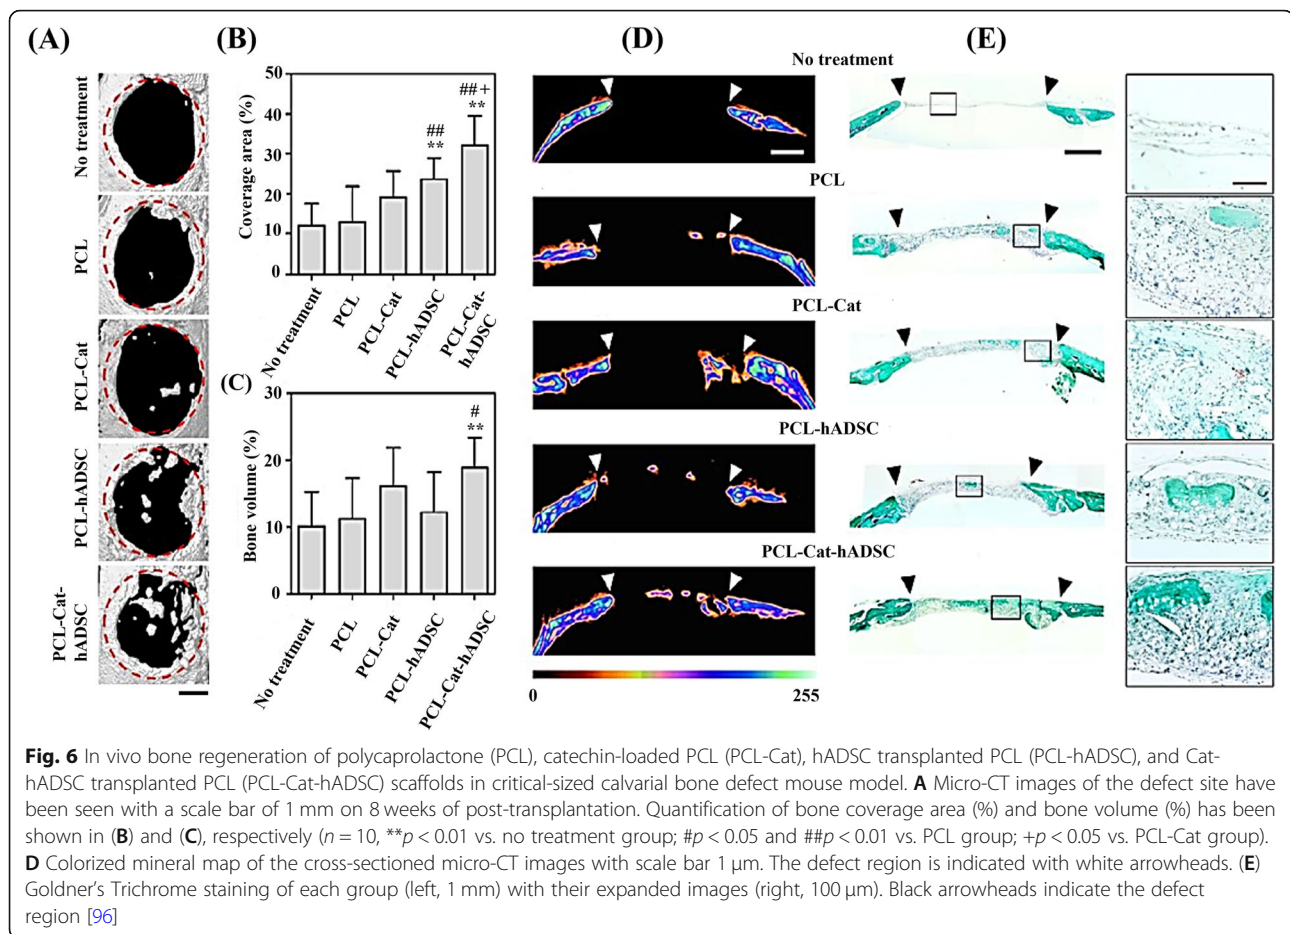 (A)
No treatment
PCL
PCL-Cat
PCL-hADSC
PCL-Cat-
hADSC
(B)
Coverage area (%)
50
40
30
20
10
0
##
**
## +
**
No treatment
PCL
PCL-Cat
PCL-hADSC
PCL-Cat-
hADSC
(C)
Bone volume (%)
30
20
10
0
#
**
No treatment
PCL
PCL-Cat
PCL-hADSC
PCL-Cat-hADSC
(D)
(E)
No treatment
PCL
PCL-Cat
PCL-hADSC
PCL-Cat-hADSC
0
255
Fig. 6 In vivo bone regeneration of polycaprolactone (PCL), catechin-loaded PCL (PCL-Cat), hADSC transplanted PCL (PCL-hADSC), and Cat-
hADSC transplanted PCL (PCL-Cat-hADSC) scaffolds in critical-sized calvarial bone defect mouse model. A Micro-CT images of the defect site have
been seen with a scale bar of 1 mm on 8 weeks of post-transplantation. Quantification of bone coverage area (%) and bone volume (%) has been
shown in (B) and (C), respectively (n = 10, **p < 0.01 vs. no treatment group; #p < 0.05 and ##p < 0.01 vs. PCL group; +p < 0.05 vs. PCL-Cat group).
D Colorized mineral map of the cross-sectioned micro-CT images with scale bar 1 μm. The defect region is indicated with white arrowheads. (E)
Goldner's Trichrome staining of each group (left, 1 mm) with their expanded images (right, 100 μm). Black arrowheads indicate the defect
region [96]